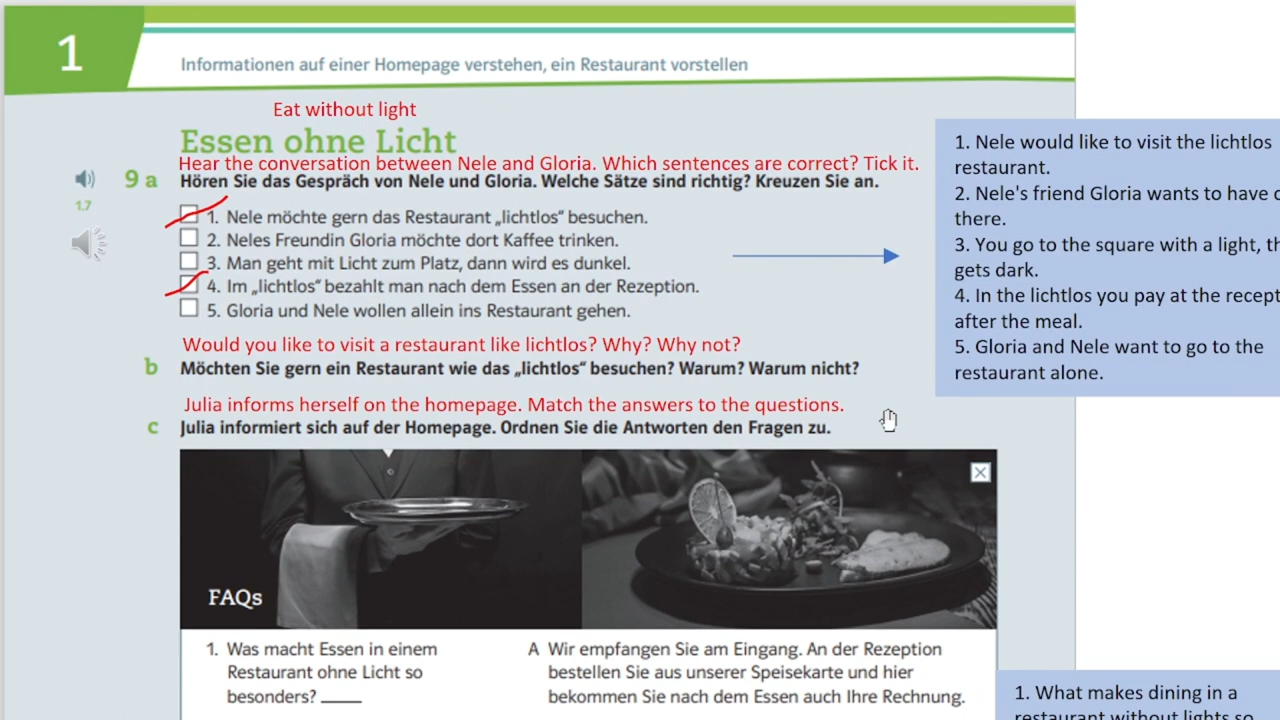 1
Informationen auf einer Homepage verstehen, ein Restaurant vorstellen
Eat without light
Essen ohne Licht
Hear the conversation between Nele and Gloria. Which sentences are correct? Tick it.
9 a Hören Sie das Gespräch von Nele und Gloria. Welche Sätze sind richtig? Kreuzen Sie an.
1.7
1. Nele möchte gern das Restaurant „lichtlos“ besuchen.
2. Neles Freundin Gloria möchte dort Kaffee trinken.
3. Man geht mit Licht zum Platz, dann wird es dunkel.
4. Im „lichtlos“ bezahlt man nach dem Essen an der Rezeption.
5. Gloria und Nele wollen allein ins Restaurant gehen.
Would you like to visit a restaurant like lichtlos? Why? Why not?
b Möchten Sie gern ein Restaurant wie das „lichtlos“ besuchen? Warum? Warum nicht?
Julia informs herself on the homepage. Match the answers to the questions.
c Julia informiert sich auf der Homepage. Ordnen Sie die Antworten den Fragen zu.
FAQs
1. Was macht Essen in einem
Restaurant ohne Licht so
besonders?
A Wir empfangen Sie am Eingang. An der Rezeption
bestellen Sie aus unserer Speisekarte und hier
bekommen Sie nach dem Essen auch Ihre Rechnung.
1. Nele would like to visit the lichtlos
restaurant.
2. Nele's friend Gloria wants to have
there.
3. You go to the square with a light,
gets dark.
4. In the lichtlos you pay at the
after the meal.
5. Gloria and Nele want to go to the
restaurant alone.
1. What makes dining in a
restaurant without lights so